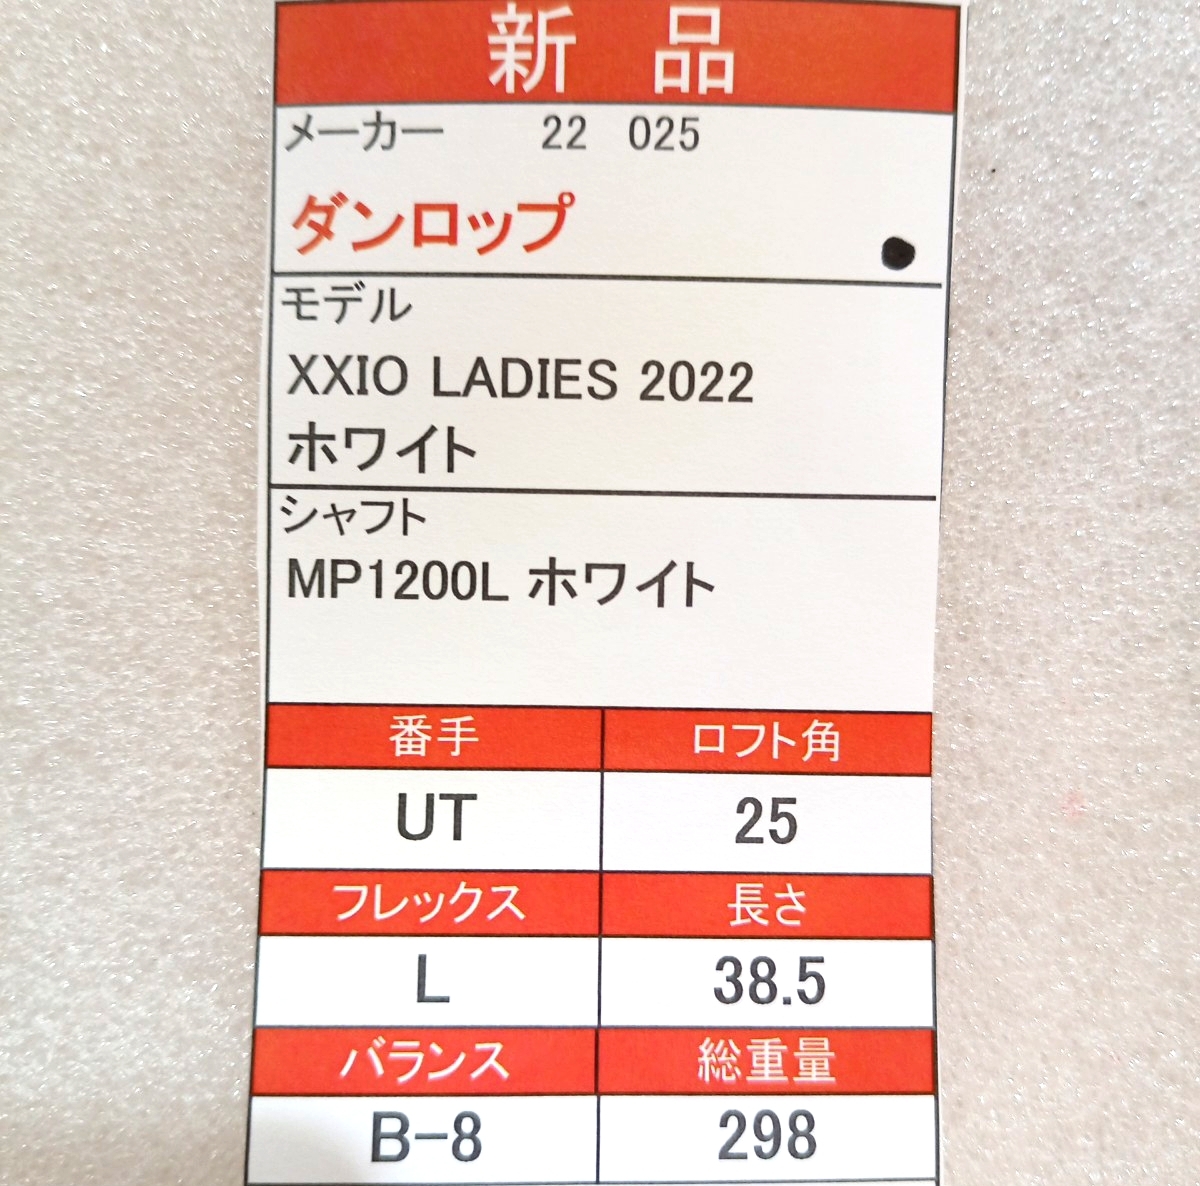 新 品
メーカー 22 025
ダンロップ
モデル
XXIO LADIES 2022
ホワイト
シャフト
MP1200L ホワイト
番手 ロフト角
UT 25
フレックス 長さ
L 38.5
バランス 総重量
B-8 298